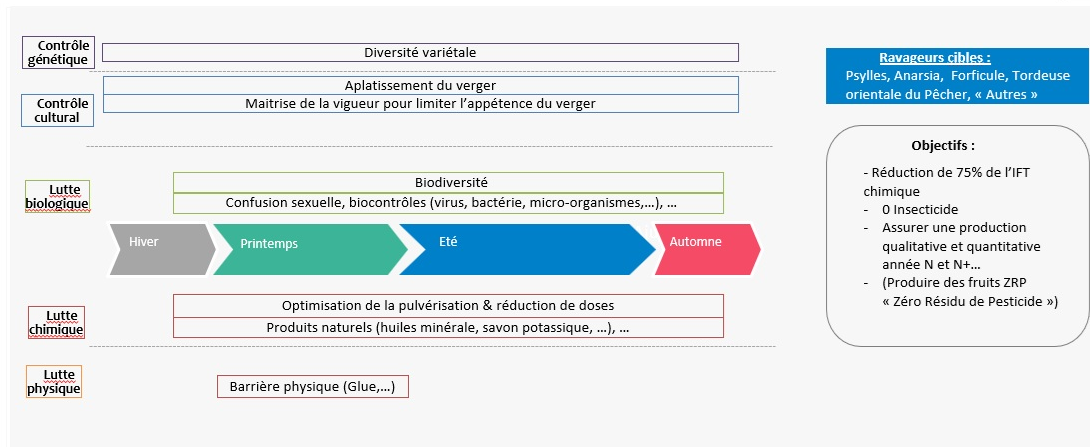 Contrôle
génétique
Diversité variétale
Contrôle
cultural
Aplatissement du verger
Maitrise de la vigueur pour limiter l’appétence du verger
Lutte
biologique
Biodiversité
Confusion sexuelle, biocontrôles (virus, bactérie, micro-organismes,...), ...
Hiver
Printemps
Eté
Automne
Lutte
chimique
Optimisation de la pulvérisation & réduction de doses
Produits naturels (huiles minérale, savon potassique, ...), ...
Lutte
physique
Barrière physique (Glue,...)
Ravageurs cibles :
Psylles, Anarsia, Forficule, Tordeuse
orientale du Pêcher, « Autres »
Objectifs :
- Réduction de 75% de l’IFT
chimique
- 0 Insecticide
- Assurer une production
qualitative et quantitative
année N et N+...
- (Produire des fruits ZRP
« Zéro Résidu de Pesticide »)